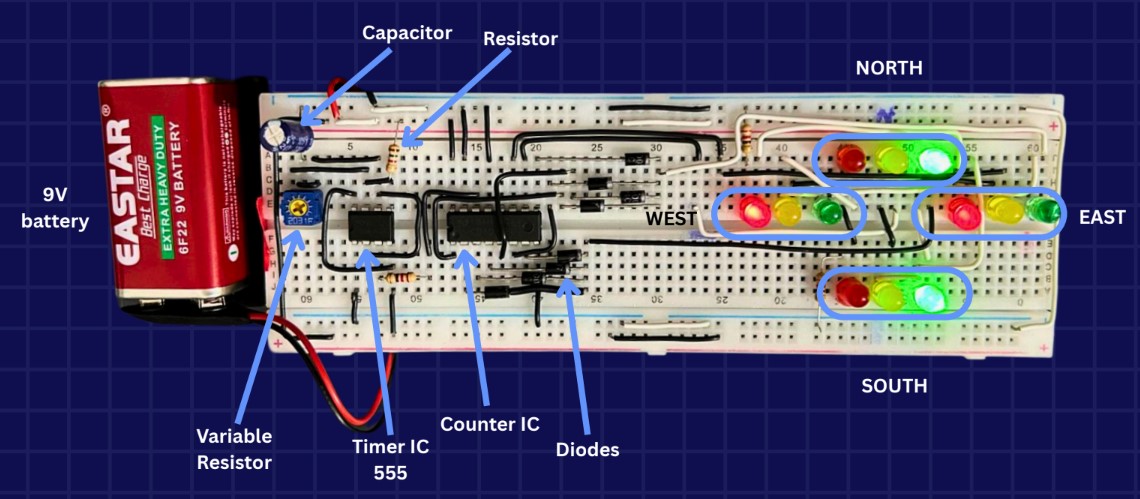 Capacitor
Resistor
NORTH
9V
battery
EASTAR®
Best Charge
EXTRA HEAVY DUTY
6F22 9V BATTERY
WEST
EAST
SOUTH
Variable
Resistor
Timer IC
555
Counter IC
Diodes